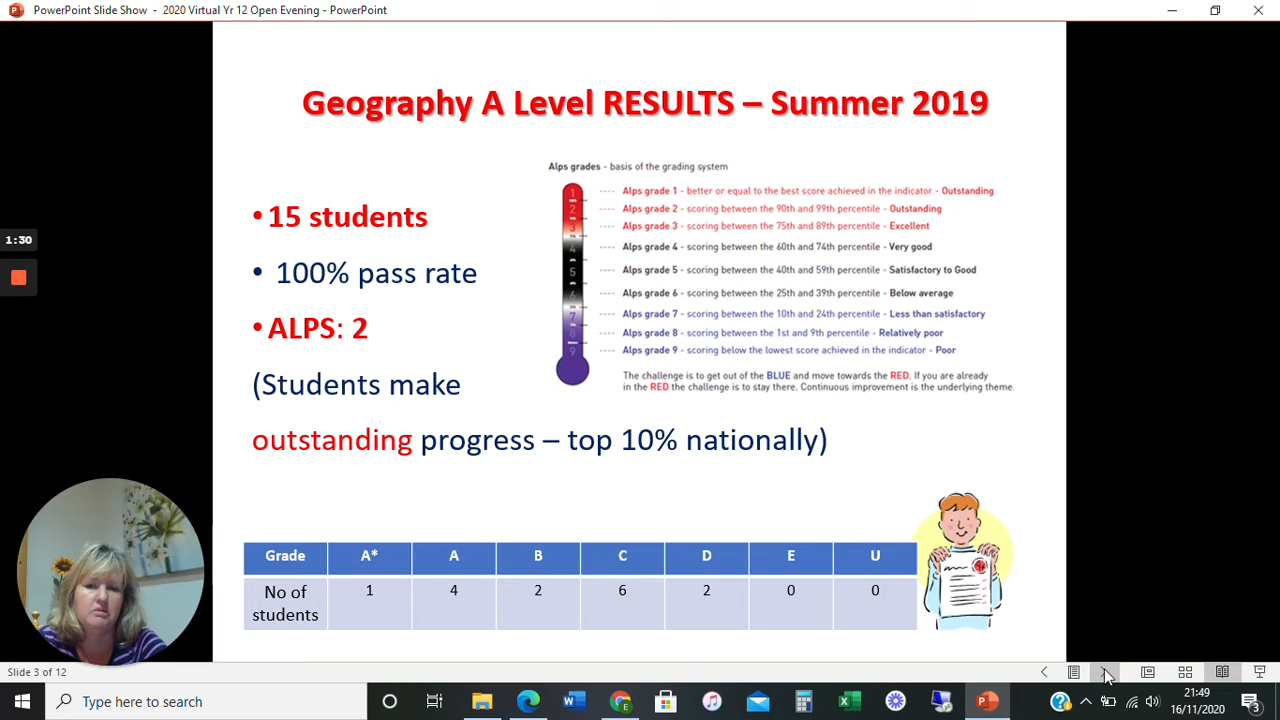 PowerPoint Slide Show - 2020 Virtual Yr 12 Open Evening - PowerPoint
Geography A Level RESULTS – Summer 2019
Alps grades - basis of the grading system
1
2
3
4
5
6
7
8
9
Alps grade 1 - better or equal to the best score achieved in the indicator - Outstanding
Alps grade 2 - scoring between the 90th and 99th percentile - Outstanding
Alps grade 3 - scoring between the 75th and 89th percentile - Excellent
Alps grade 4 - scoring between the 60th and 74th percentile - Very good
Alps grade 5 - scoring between the 40th and 59th percentile - Satisfactory to Good
Alps grade 6 - scoring between the 25th and 39th percentile - Below average
Alps grade 7 - scoring between the 10th and 24th percentile - Less than satisfactory
Alps grade 8 - scoring between the 1st and 9th percentile - Relatively poor
Alps grade 9 - scoring below the lowest score achieved in the indicator - Poor
The challenge is to get out of the BLUE and move towards the RED. If you are already
in the RED the challenge is to stay there. Continuous improvement is the underlying theme.
• 15 students
• 100% pass rate
• ALPS: 2
(Students make
outstanding progress – top 10% nationally)
1:30
Grade A* A B C D E U
No of students 1 4 2 6 2 0 0
Slide 3 of 12
Type here to search
21:49
16/11/2020
3